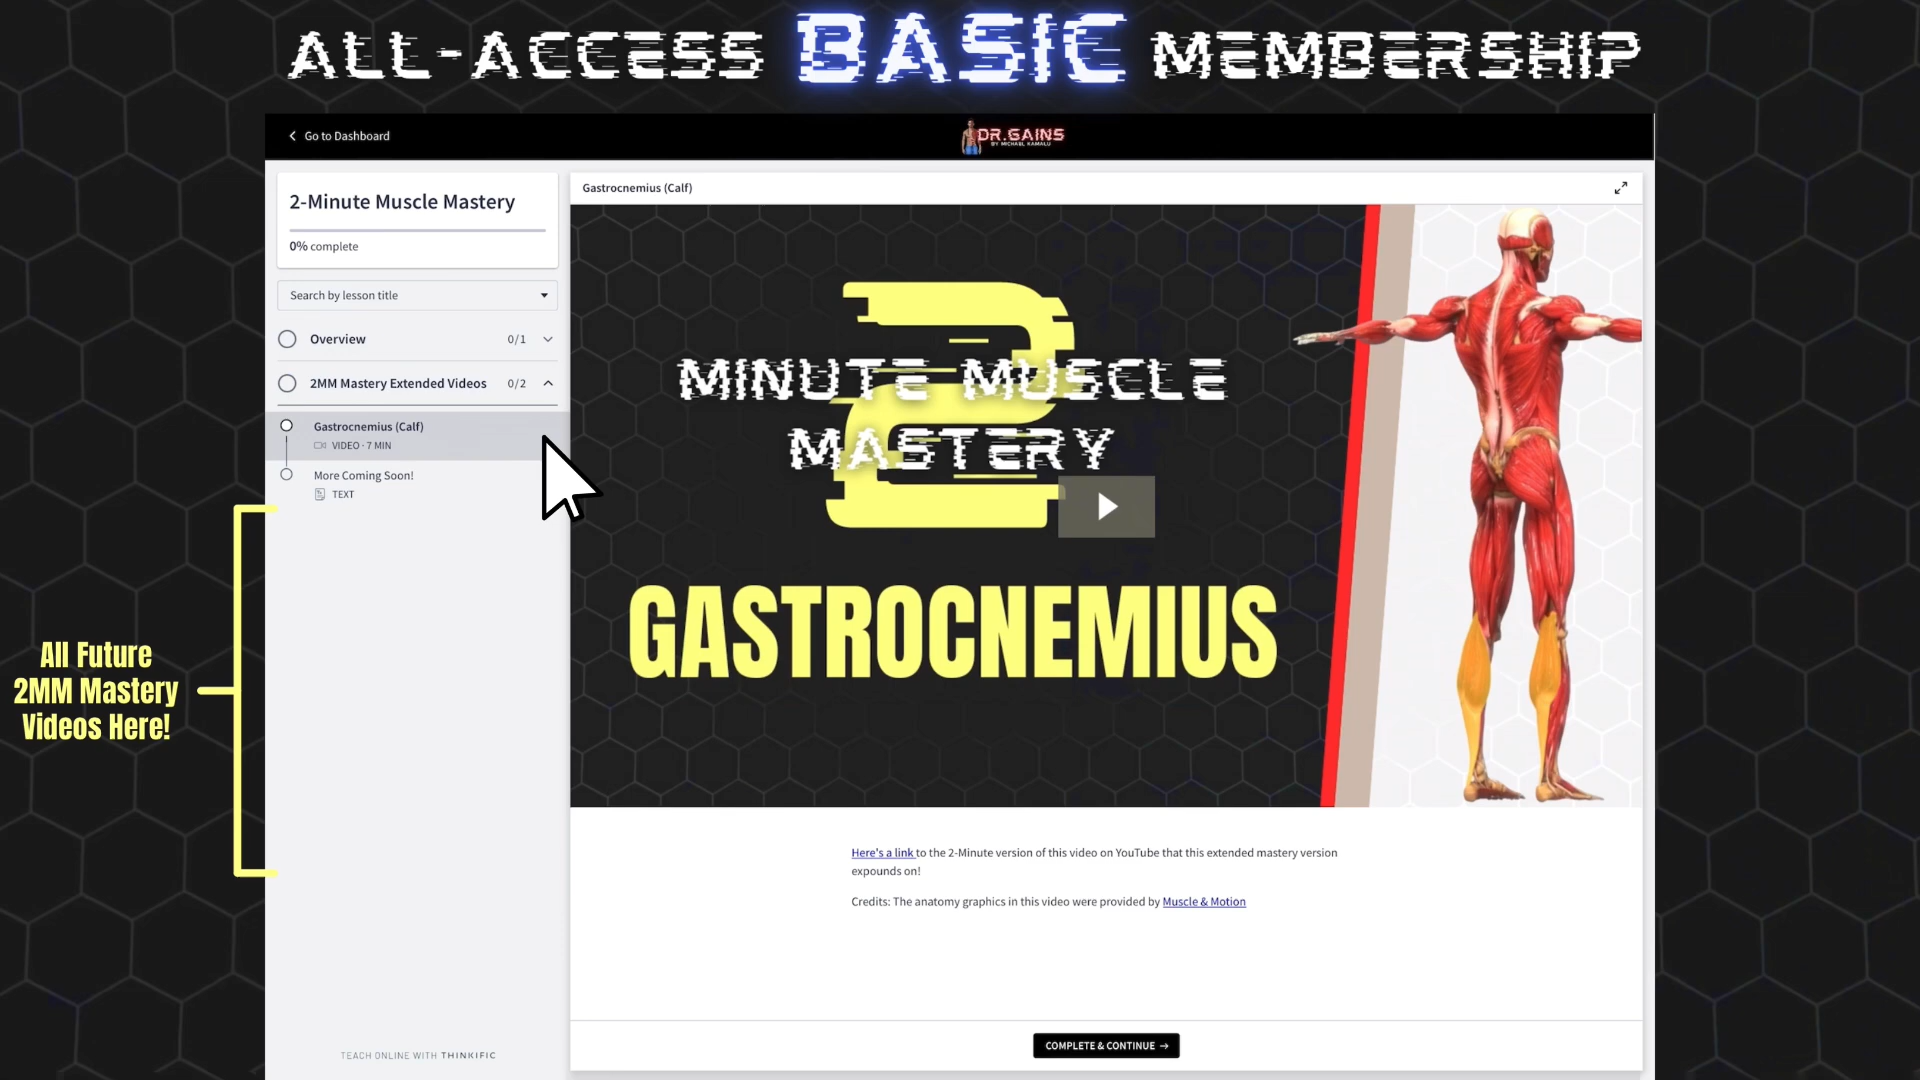 ALL-ACCESS BASIC MEMBERSHIP
Go to Dashboard
DR.GAINS
BY MICHAEL KAMALU
2-Minute Muscle Mastery
0% complete
Search by lesson title
Overview 0/1
2MM Mastery Extended Videos 0/2
Gastrocnemius (Calf)
VIDEO · 7 MIN
More Coming Soon!
TEXT
All Future
2MM Mastery
Videos Here!
TEACH ONLINE WITH THINKIFIC
Gastrocnemius (Calf)
2
MINUTE MUSCLE
MASTERY
GASTROCNEMIUS
Here's a link to the 2-Minute version of this video on YouTube that this extended mastery version
expounds on!
Credits: The anatomy graphics in this video were provided by Muscle & Motion
COMPLETE & CONTINUE →